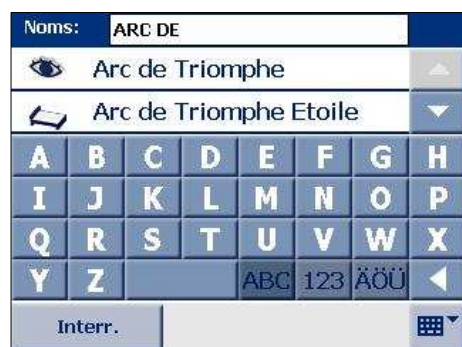 Noms: ARC DE
Arc de Triomphe
Arc de Triomphe Etoile
A B C D E F G H
I J K L M N O P
Q R S T U V W X
Y Z ABC 123 ÄÖÜ
Interr.